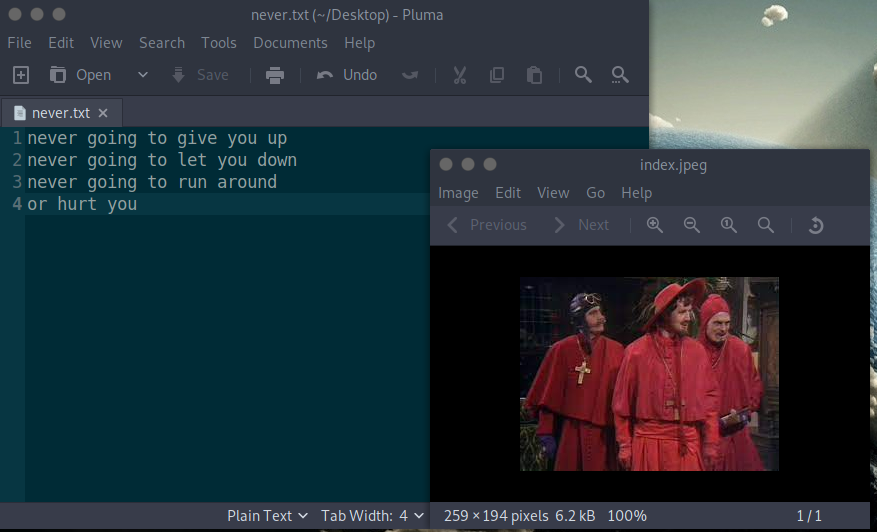 never.txt (~/Desktop) - Pluma
File Edit View Search Tools Documents Help
Open Save Undo
never.txt
1 never going to give you up
2 never going to let you down
3 never going to run around
4 or hurt you
Plain Text Tab Width: 4
index.jpeg
Image Edit View Go Help
Previous Next
259 × 194 pixels 6.2 kB 100% 1 / 1